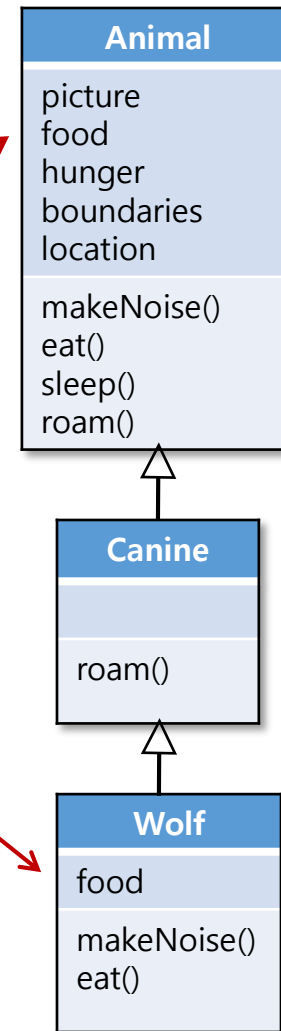 Animal
picture
food
hunger
boundaries
location
makeNoise()
eat()
sleep()
roam()
Canine
roam()
Wolf
food
makeNoise()
eat()